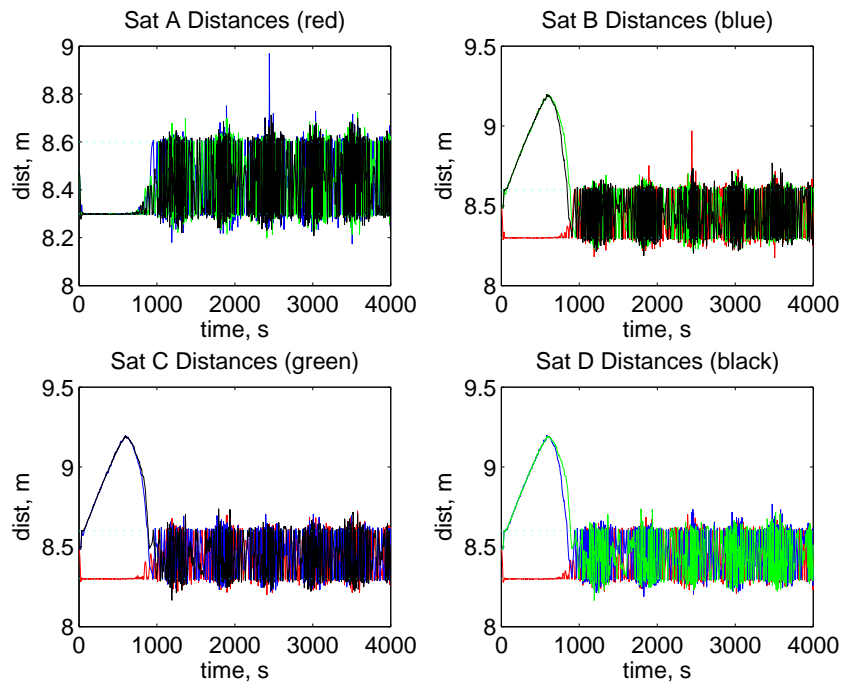 Sat A Distances (red)
9
8.8
8.6
8.4
8.2
8
dist, m
0 1000 2000 3000 4000
time, s
Sat B Distances (blue)
9.5
9
8.5
8
dist, m
0 1000 2000 3000 4000
time, s
Sat C Distances (green)
9.5
9
8.5
8
dist, m
0 1000 2000 3000 4000
time, s
Sat D Distances (black)
9.5
9
8.5
8
dist, m
0 1000 2000 3000 4000
time, s